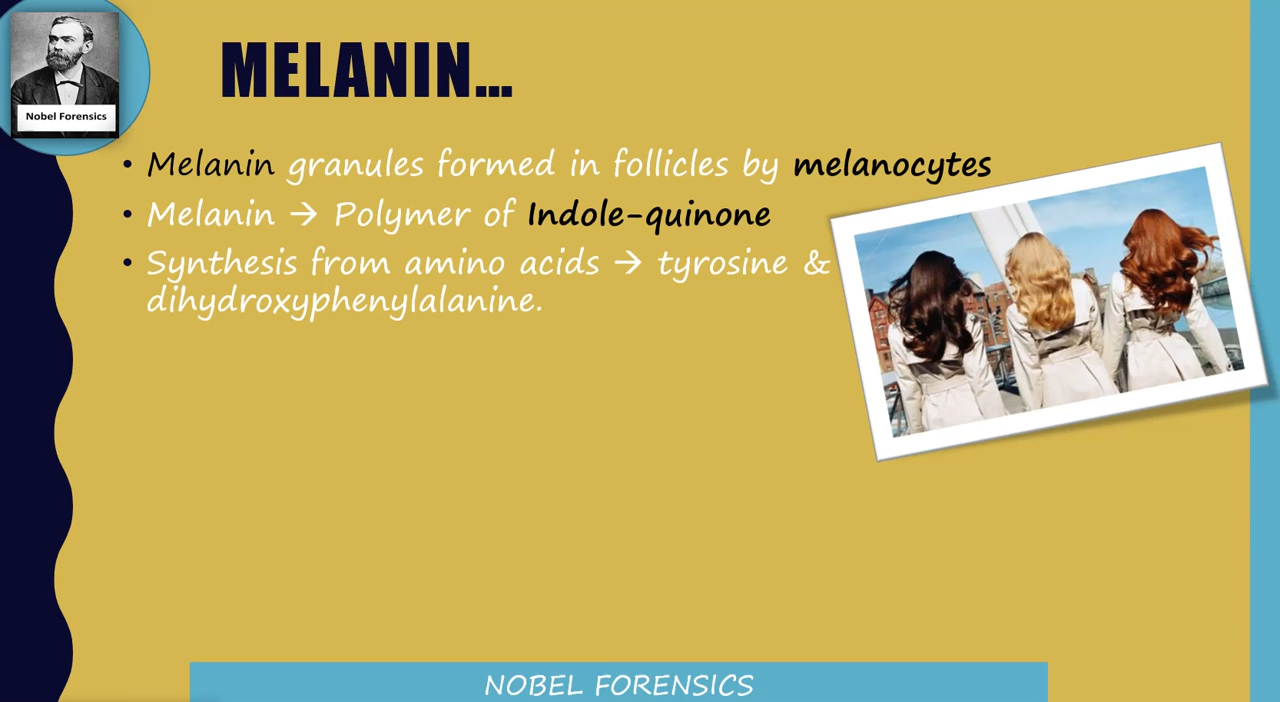 Nobel Forensics
MELANIN...
• Melanin granules formed in follicles by melanocytes
• Melanin → Polymer of Indole-quinone
• Synthesis from amino acids → tyrosine &
dihydroxyphenylalanine.
NOBEL FORENSICS